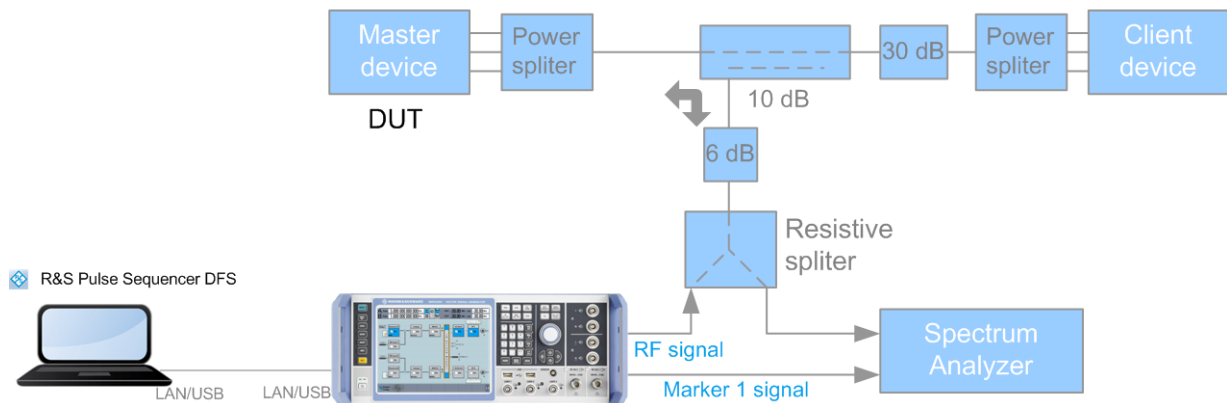 Master
device
Power
spliter
30 dB
Power
spliter
Client
device
DUT
10 dB
6 dB
Resistive
spliter
R&S Pulse Sequencer DFS
RF signal
Spectrum
Analyzer
Marker 1 signal
LAN/USB
LAN/USB